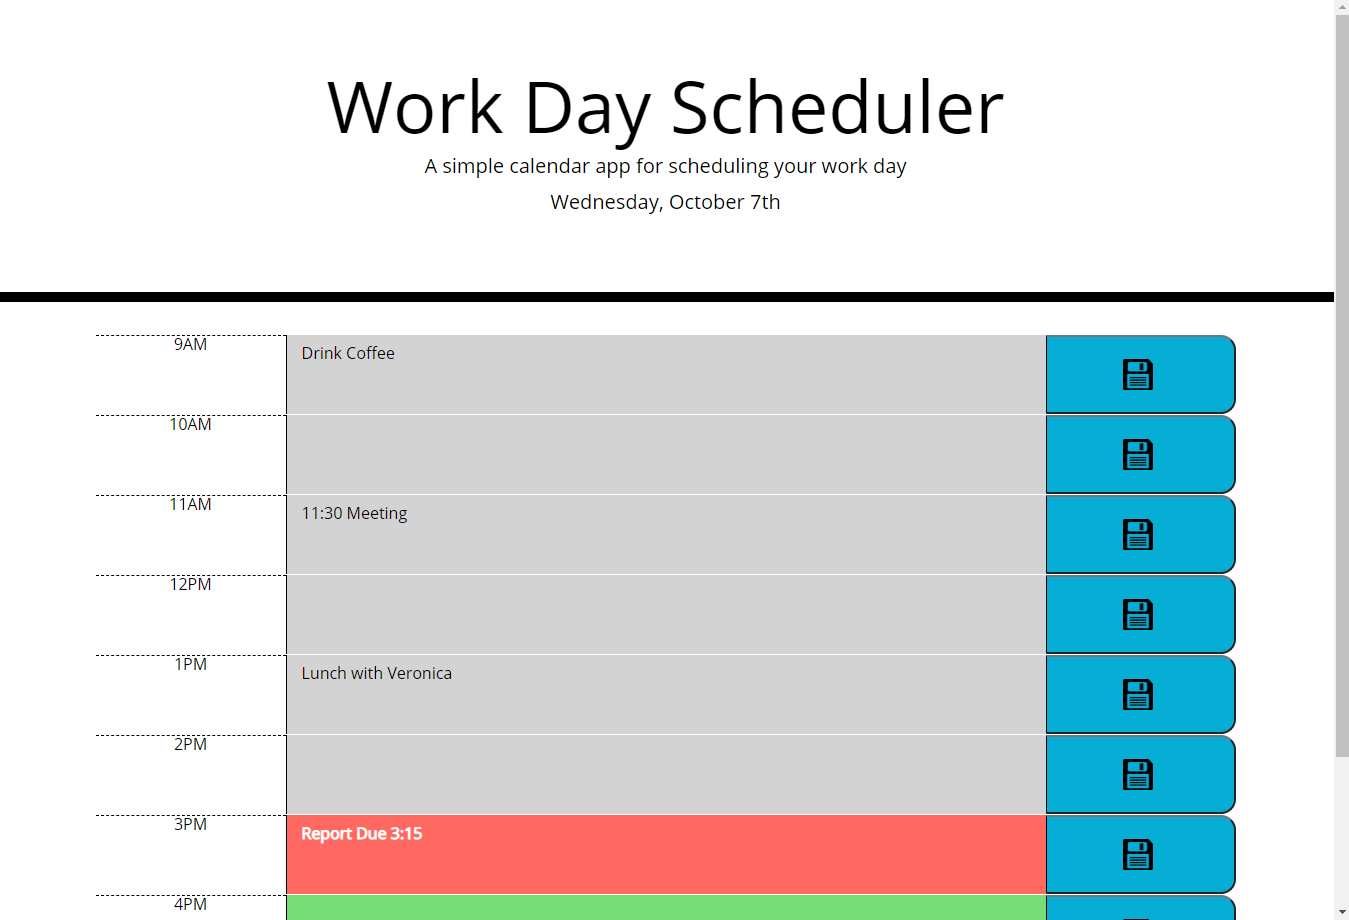 Work Day Scheduler
A simple calendar app for scheduling your work day
Wednesday, October 7th
9AM
Drink Coffee
10AM
11AM
11:30 Meeting
12PM
1PM
Lunch with Veronica
2PM
3PM
Report Due 3:15
4PM